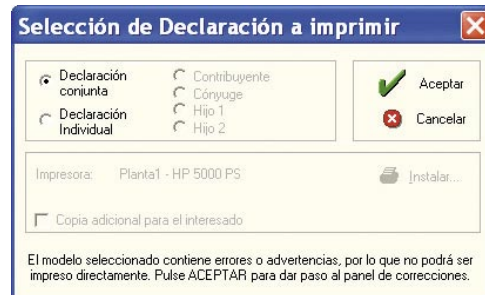 Selección de Declaración a imprimir
Declaración
conjunta
Declaración
Individual
Contribuyente
Cónyuge
Hijo 1
Hijo 2
Aceptar
Cancelar
Impresora: Planta1 - HP 5000 PS
Instalar...
Copia adicional para el interesado
El modelo seleccionado contiene errores o advertencias, por lo que no podrá ser
impreso directamente. Pulse ACEPTAR para dar paso al panel de correcciones.